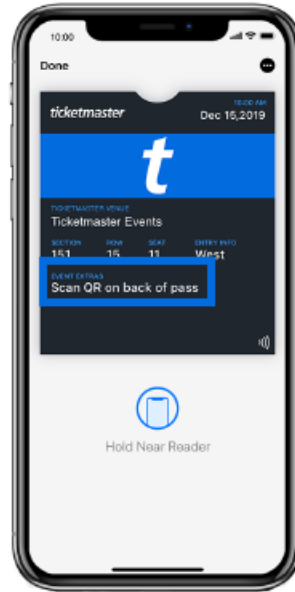 10:00
Done
ticketmaster
10:00 AM
Dec 15,2019
t
TICKETMASTER VENUE
Ticketmaster Events
SECTION ROW SEAT ENTRY INFO
151 15 11 West
EVENT EXTRAS
Scan QR on back of pass
Hold Near Reader